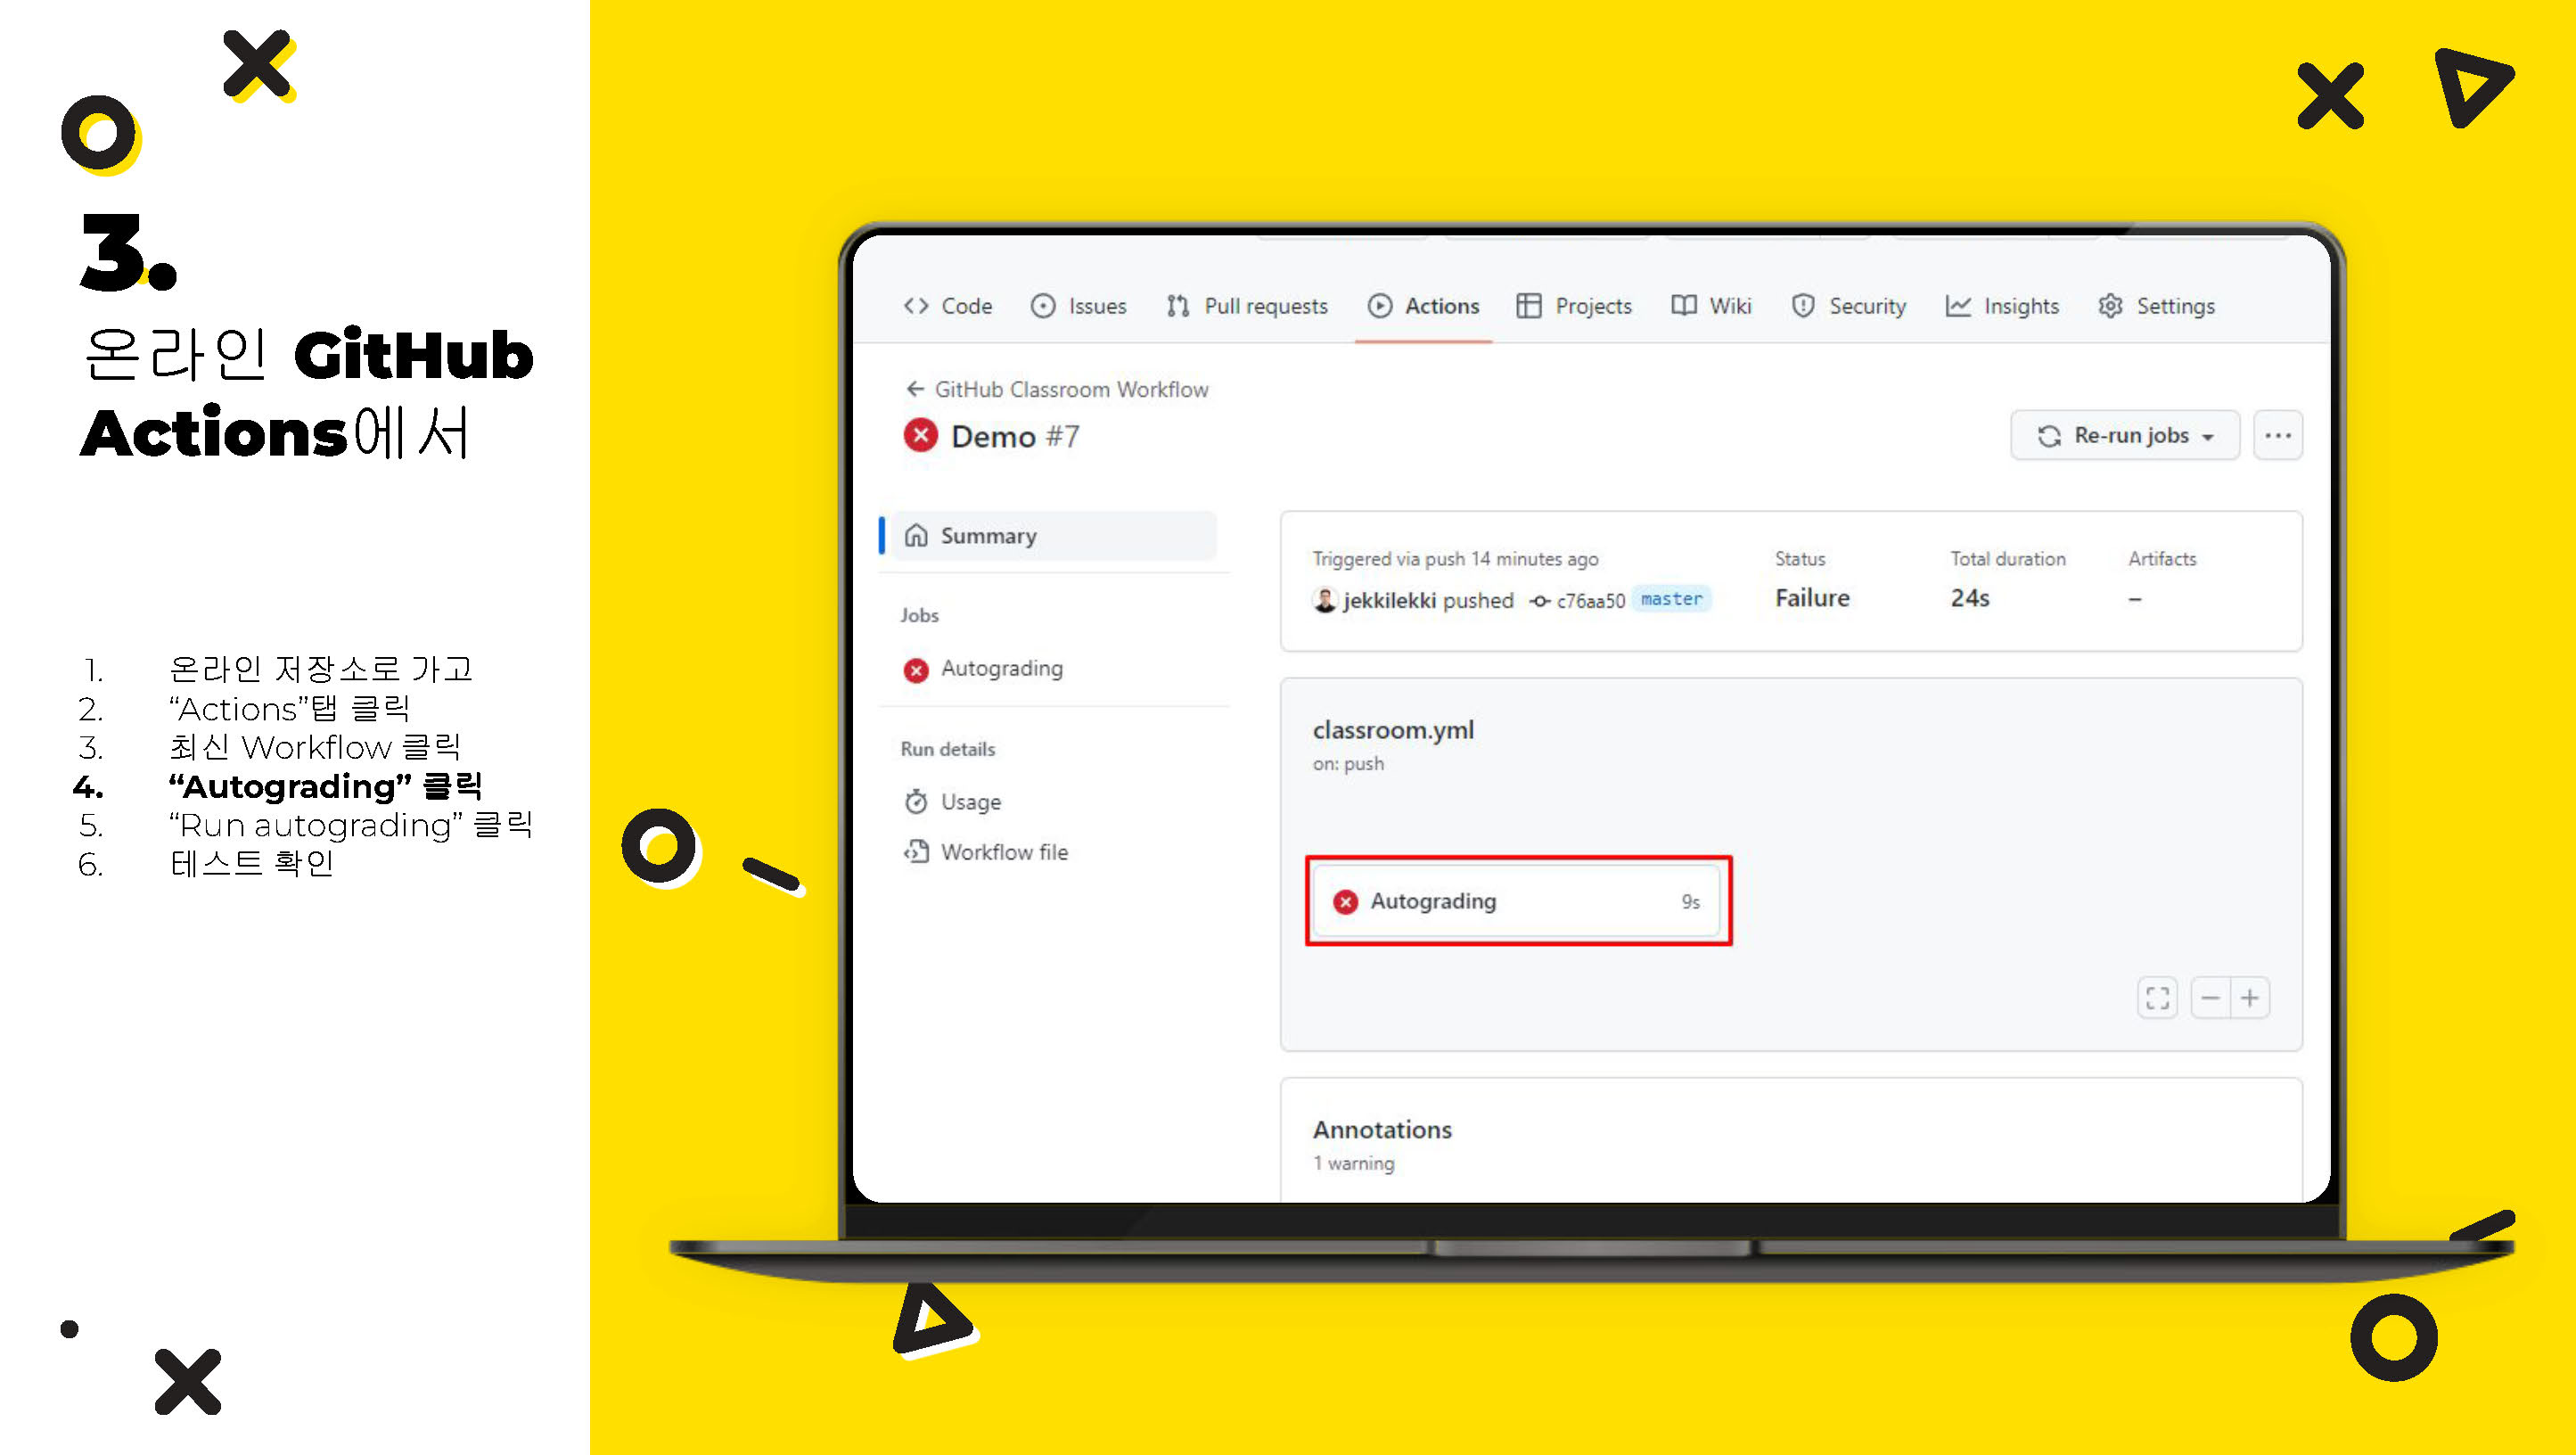 3.
온라인 GitHub
Actions에서
1. 온라인 저장소로 가고
2. “Actions”탭 클릭
3. 최신 Workflow 클릭
4. “Autograding” 클릭
5. “Run autograding” 클릭
6. 테스트 확인
Code Issues Pull requests Actions Projects Wiki Security Insights Settings
GitHub Classroom Workflow
Demo #7
Re-run jobs
Summary
Jobs
Autograding
Run details
Usage
Workflow file
Triggered via push 14 minutes ago Status Total duration Artifacts
jekkilekki pushed c76aa50 master Failure 24s –
classroom.yml
on: push
Autograding 9s
Annotations
1 warning